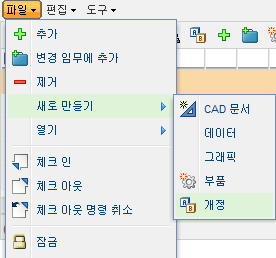 파일 편집 도구
추가
변경 임무에 추가
제거
새로 만들기
열기
체크 인
체크 아웃
체크 아웃 명령 취소
잠금
CAD 문서
데이터
그래픽
부품
개정